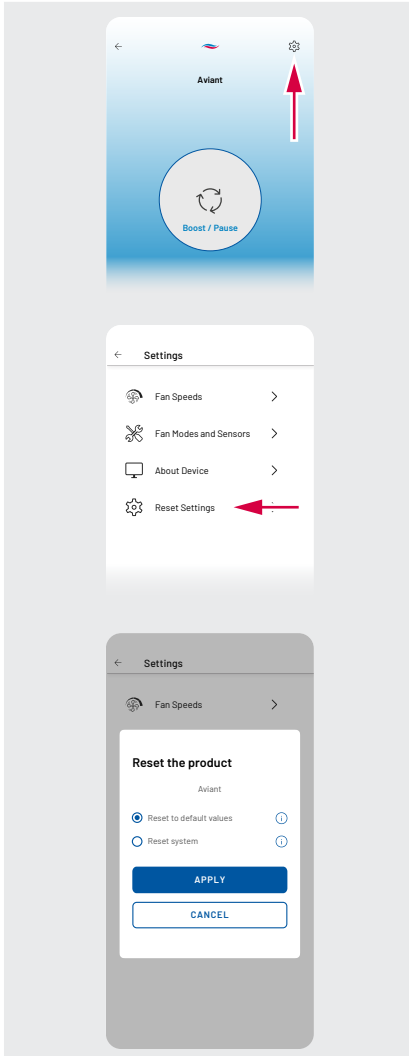 Aviant
Boost / Pause
Settings
Fan Speeds
Fan Modes and Sensors
About Device
Reset Settings
Settings
Fan Speeds
Reset the product
Aviant
Reset to default values
Reset system
APPLY
CANCEL